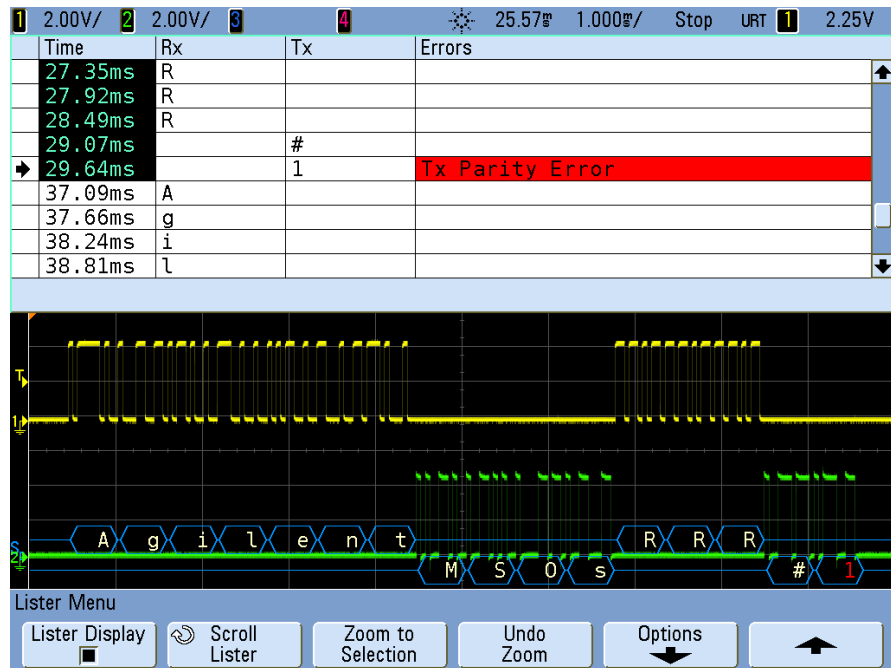 1 2.00V/ 2 2.00V/ 3 4 25.57ms 1.000ms/ Stop URT 1 2.25V
Time Rx Tx Errors
27.35ms R
27.92ms R
28.49ms R
29.07ms #
29.64ms 1 Tx Parity Error
37.09ms A
37.66ms g
38.24ms i
38.81ms l
T
1
A g i l e n t R R R
S
2
M S O s # 1
Lister Menu
Lister Display Scroll Lister Zoom to Selection Undo Zoom Options